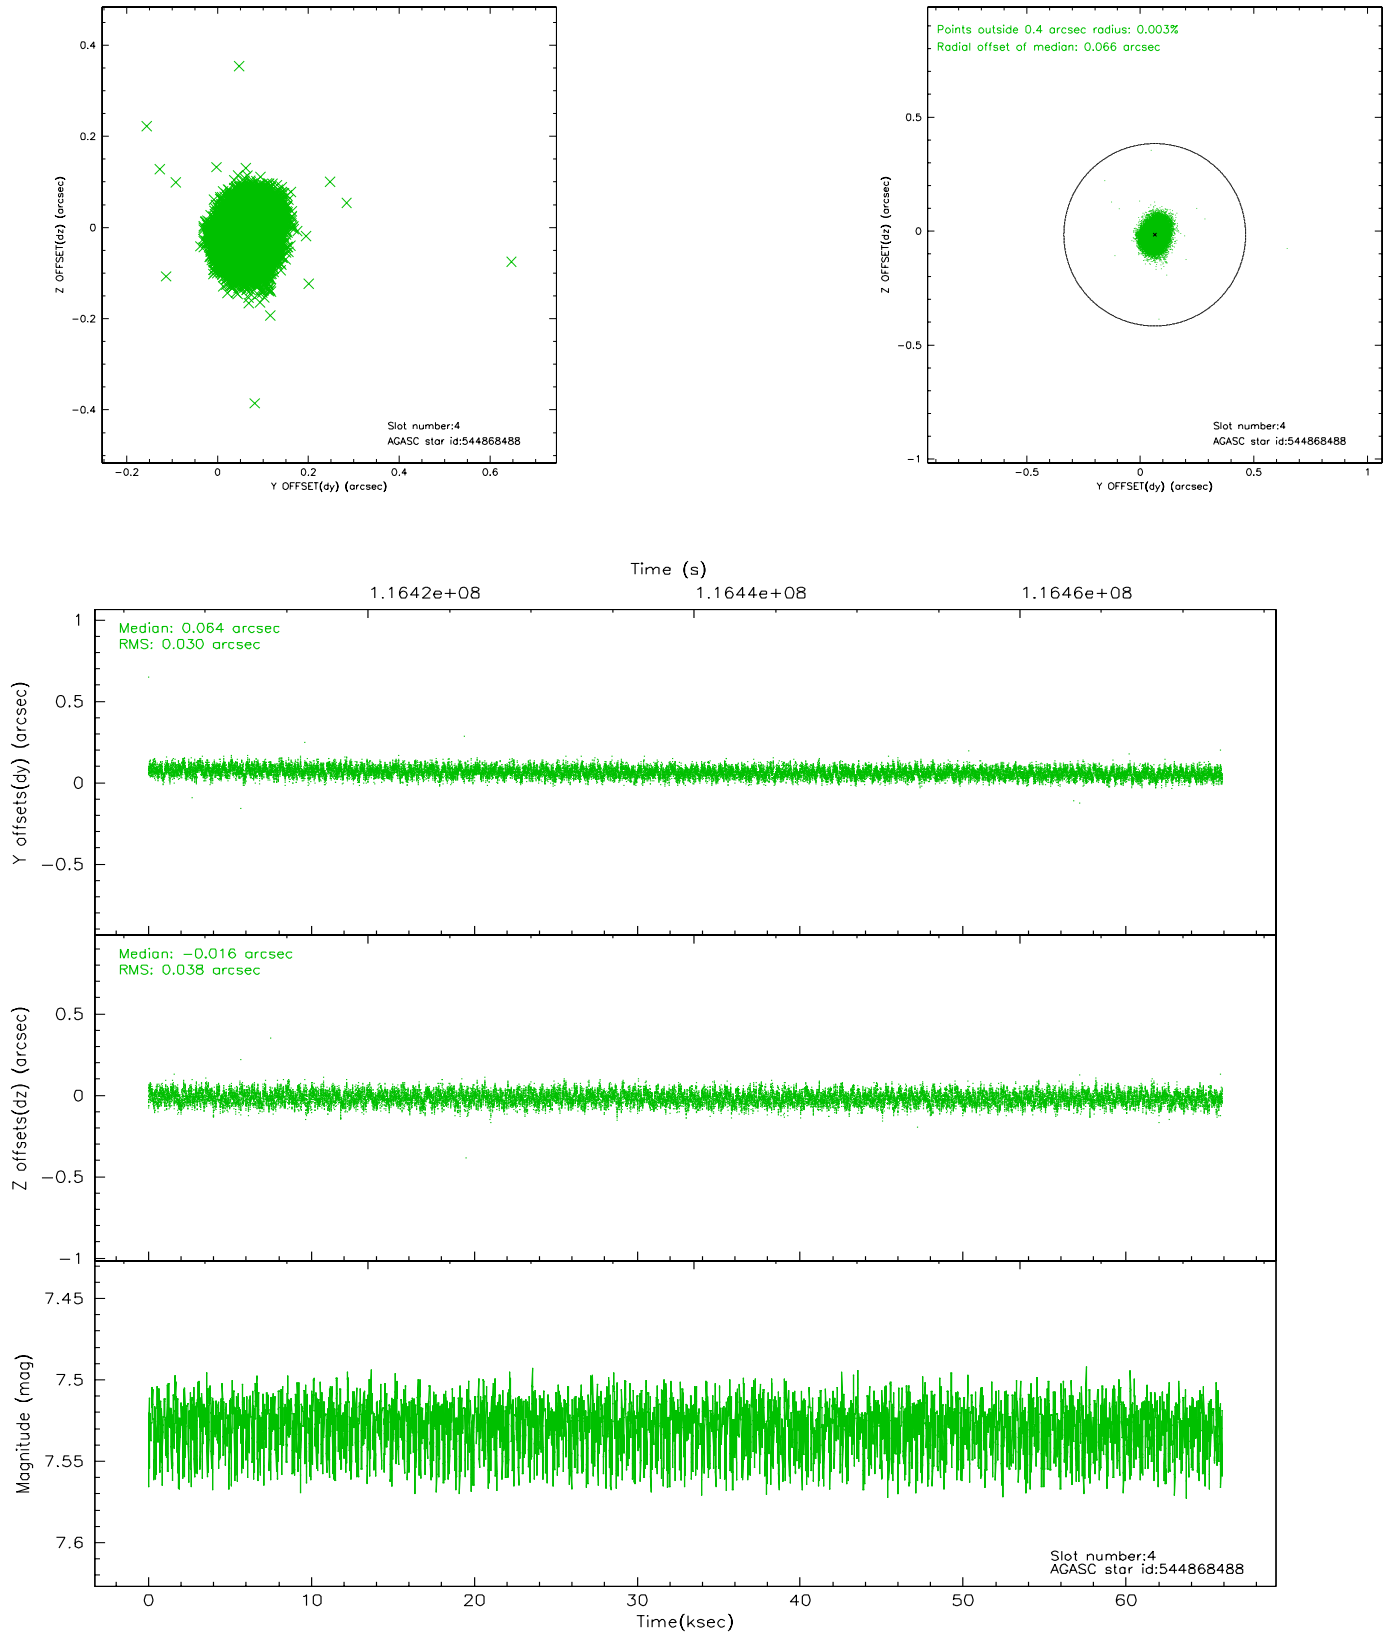 0.4
0.2
0
−0.2
−0.4
Z OFFSET(dz) (arcsec)
Slot number:4
AGASC star id:544868488
−0.2
0
0.2
0.4
0.6
Y OFFSET(dy) (arcsec)
Points outside 0.4 arcsec radius: 0.003%
Radial offset of median: 0.066 arcsec
0.5
0
−0.5
−1
Z OFFSET(dz) (arcsec)
Slot number:4
AGASC star id:544868488
−0.5
0
0.5
1
Y OFFSET(dy) (arcsec)
Time (s)
1.1642e+08
1.1644e+08
1.1646e+08
Median: 0.064 arcsec
RMS: 0.030 arcsec
1
0.5
0
−0.5
Y offsets(dy) (arcsec)
Median: −0.016 arcsec
RMS: 0.038 arcsec
0.5
0
−0.5
−1
Z offsets(dz) (arcsec)
7.45
7.5
7.55
7.6
Magnitude (mag)
Slot number:4
AGASC star id:544868488
0
10
20
30
40
50
60
Time(ksec)